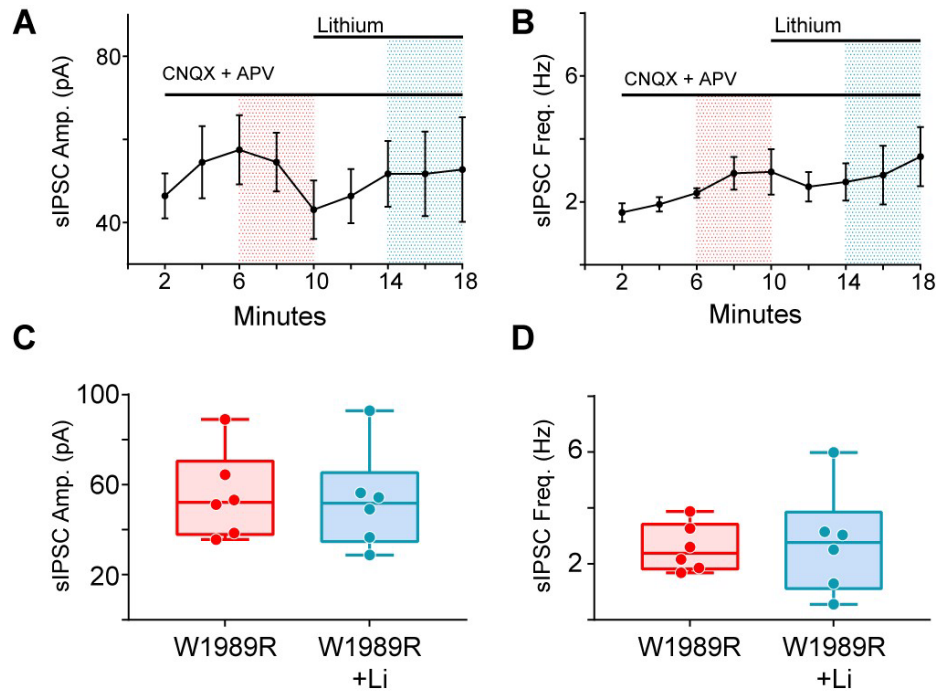 A
Lithium
80
CNQX + APV
40
sIPSC Amp. (pA)
2 6 10 14 18
Minutes
B
Lithium
6
CNQX + APV
2
sIPSC Freq. (Hz)
2 6 10 14 18
Minutes
C
100
60
20
sIPSC Amp. (pA)
W1989R W1989R
+Li
D
6
2
sIPSC Freq. (Hz)
W1989R W1989R
+Li